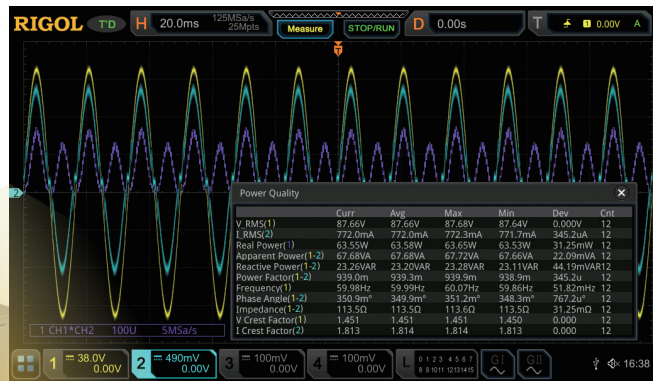 RIGOL T'D H 20.0ms 125MSa/s 25Mpts Measure STOP/RUN D 0.00s T 1 0.00V A
T
2
Power Quality
Curr Avg Max Min Dev Cnt
V_RMS(1) 87.66V 87.66V 87.68V 87.64V 0.000V 12
I_RMS(2) 772.0mA 772.0mA 772.3mA 771.7mA 345.2uA 12
Real Power(1) 63.55W 63.58W 63.65W 63.53W 31.25mW 12
Apparent Power(1-2) 67.68VA 67.68VA 67.72VA 67.66VA 22.09mVA 12
Reactive Power(1-2) 23.26VAR 23.20VAR 23.28VAR 23.11VAR 44.19mVAR12
Power Factor(1-2) 939.0m 939.3m 939.0m 938.9m 345.2u 12
Frequency(1) 59.98Hz 59.99Hz 60.07Hz 59.86Hz 51.82mHz 12
Phase Angle(1-2) 350.9m° 349.9m° 351.2m° 348.3m° 767.2u° 12
Impedance(1-2) 113.5Ω 113.5Ω 113.6Ω 113.5Ω 31.25mΩ 12
V Crest Factor(1) 1.451 1.451 1.451 1.450 0.000 12
I Crest Factor(2) 1.813 1.814 1.814 1.813 0.000 12
1 CH1*CH2 100U 5MSa/s
1 38.0V 0.00V 2 490mV 0.00V 3 100mV 0.00V 4 100mV 0.00V L 0 1 2 3 4 5 6 7 8 9 10 11 12 13 14 15 GI GII 16:38